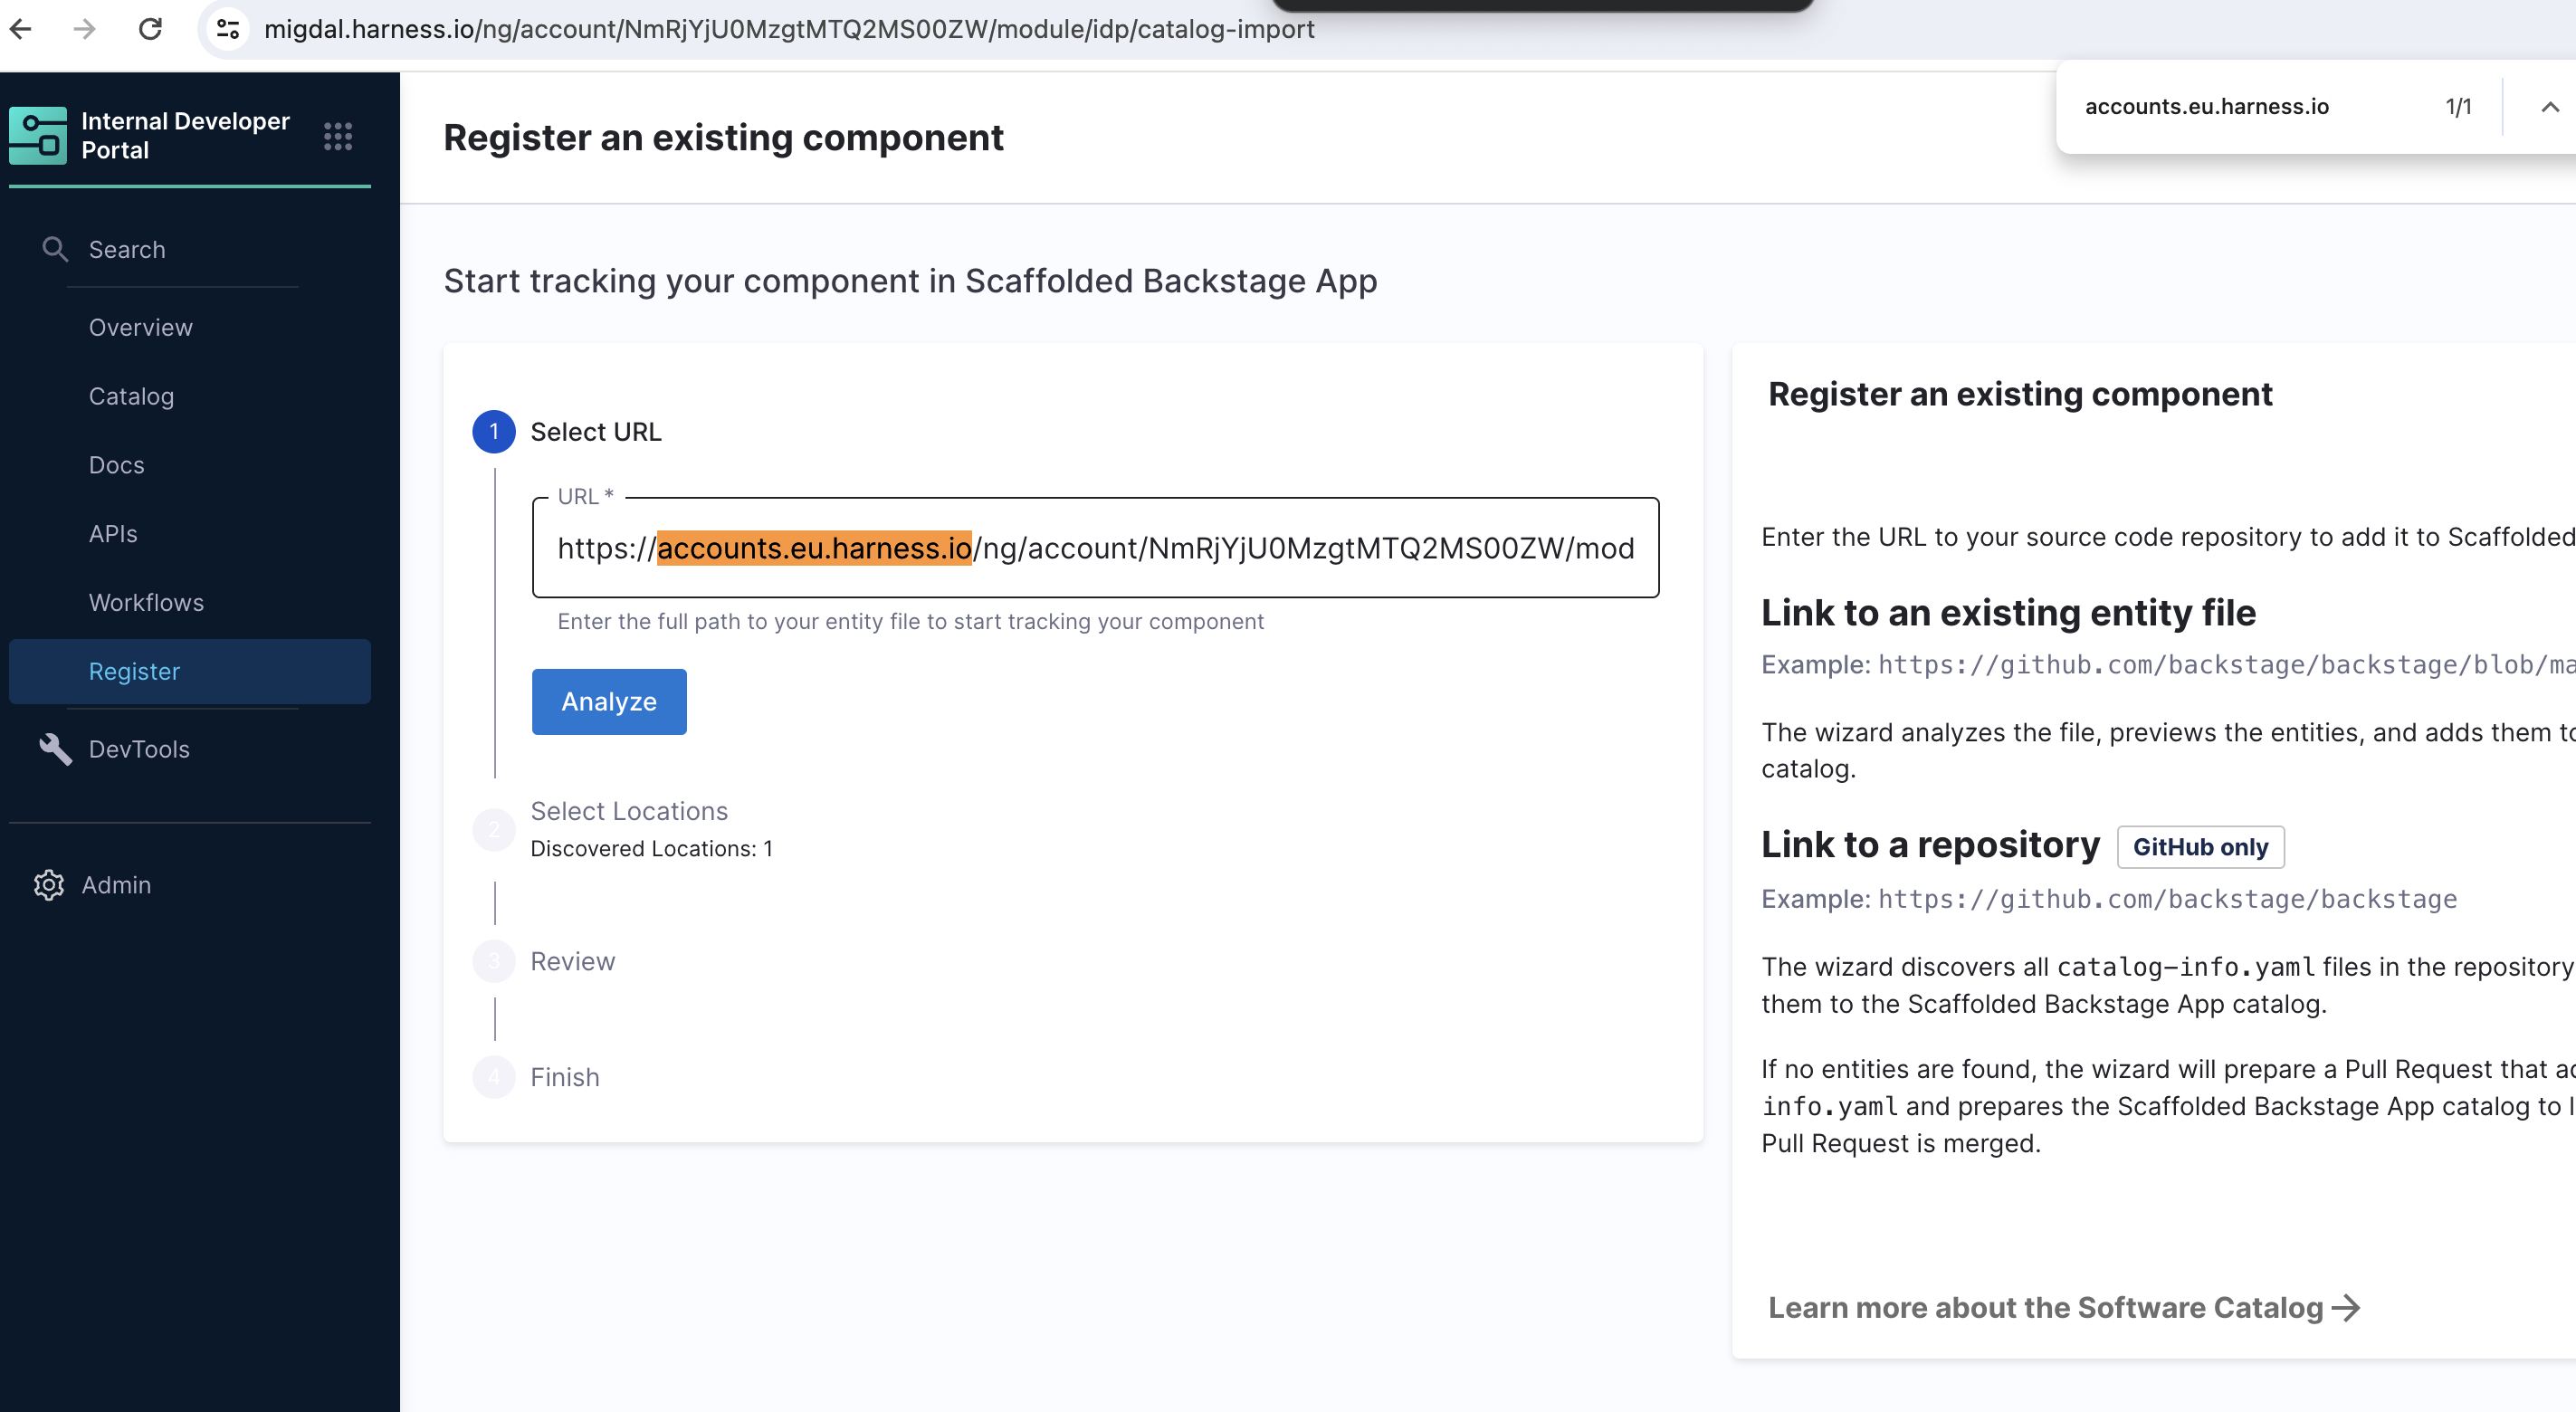 migdal.harness.io/ng/account/NmRjYjU0MzgtMTQ2MS00ZW/module/idp/catalog-import
accounts.eu.harness.io 1/1
Internal Developer
Portal
Search
Overview
Catalog
Docs
APIs
Workflows
Register
DevTools
Admin
Register an existing component
Start tracking your component in Scaffolded Backstage App
1 Select URL
URL *
https://accounts.eu.harness.io/ng/account/NmRjYjU0MzgtMTQ2MS00ZW/mod
Enter the full path to your entity file to start tracking your component
Analyze
2 Select Locations
Discovered Locations: 1
3 Review
4 Finish
Register an existing component
Enter the URL to your source code repository to add it to Scaffolded
Link to an existing entity file
Example: https://github.com/backstage/backstage/blob/ma
The wizard analyzes the file, previews the entities, and adds them to
catalog.
Link to a repository GitHub only
Example: https://github.com/backstage/backstage
The wizard discovers all catalog-info.yaml files in the repository
them to the Scaffolded Backstage App catalog.
If no entities are found, the wizard will prepare a Pull Request that
info.yaml and prepares the Scaffolded Backstage App catalog to
Pull Request is merged.
Learn more about the Software Catalog